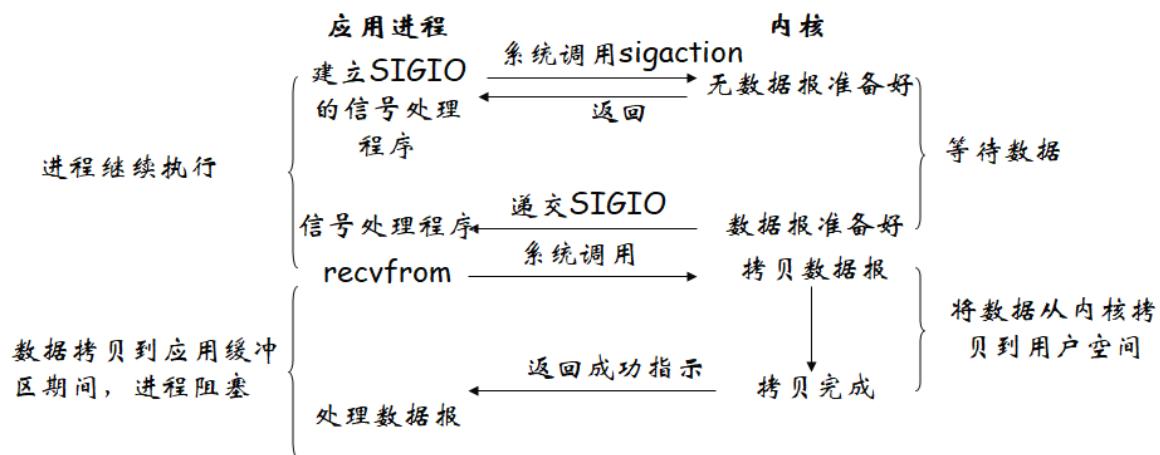 应用进程
内核
系统调用sigaction
建立SIGIO
的信号处理
程序
无数据报准备好
返回
进程继续执行
等待数据
递交SIGIO
信号处理程序
数据报准备好
系统调用
recvfrom
拷贝数据报
将数据从内核拷
贝到用户空间
数据拷贝到应用缓冲
区期间，进程阻塞
返回成功指示
拷贝完成
处理数据报